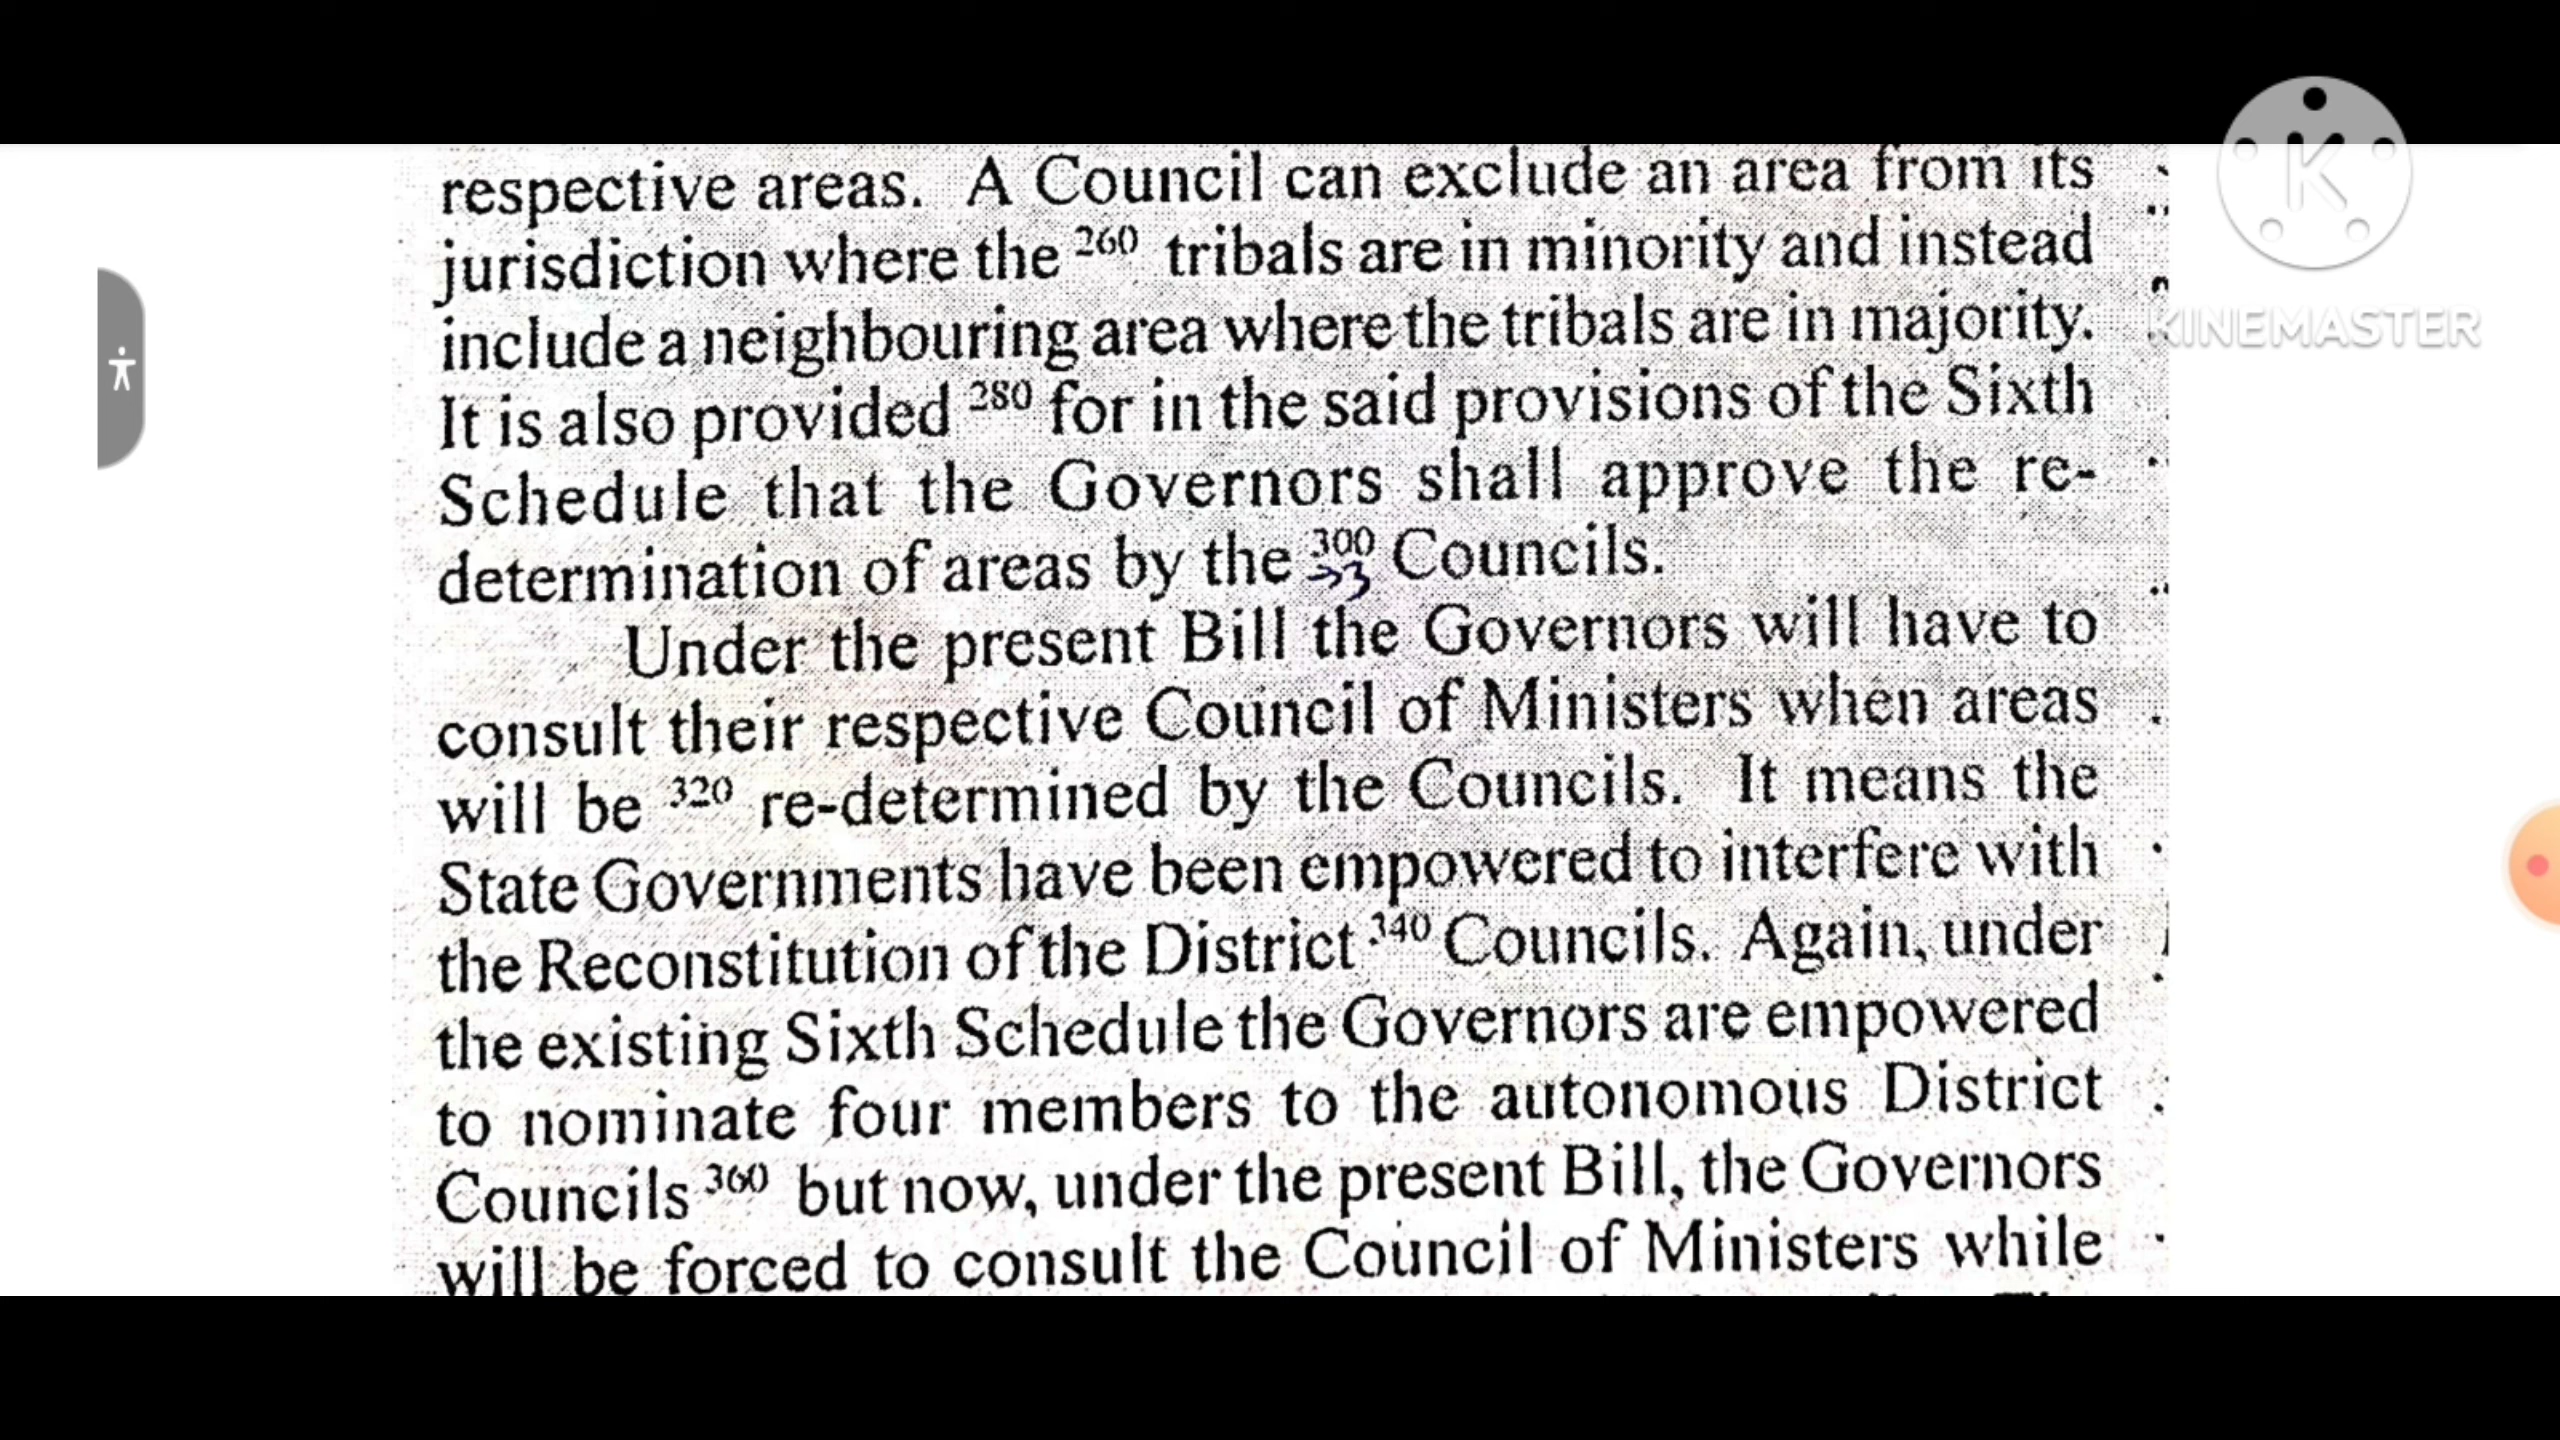 respective areas. A Council can exclude an area from its
jurisdiction where the 260 tribals are in minority and instead
include a neighbouring area where the tribals are in majority.
It is also provided 280 for in the said provisions of the Sixth
Schedule that the Governors shall approve the re-
determination of areas by the 300 Councils.
Under the present Bill the Governors will have to
consult their respective Council of Ministers when areas
will be 320 re-determined by the Councils. It means the
State Governments have been empowered to interfere with
the Reconstitution of the District 340 Councils. Again, under
the existing Sixth Schedule the Governors are empowered
to nominate four members to the autonomous District
Councils 360 but now, under the present Bill, the Governors
will be forced to consult the Council of Ministers while
K
KINEMASTER